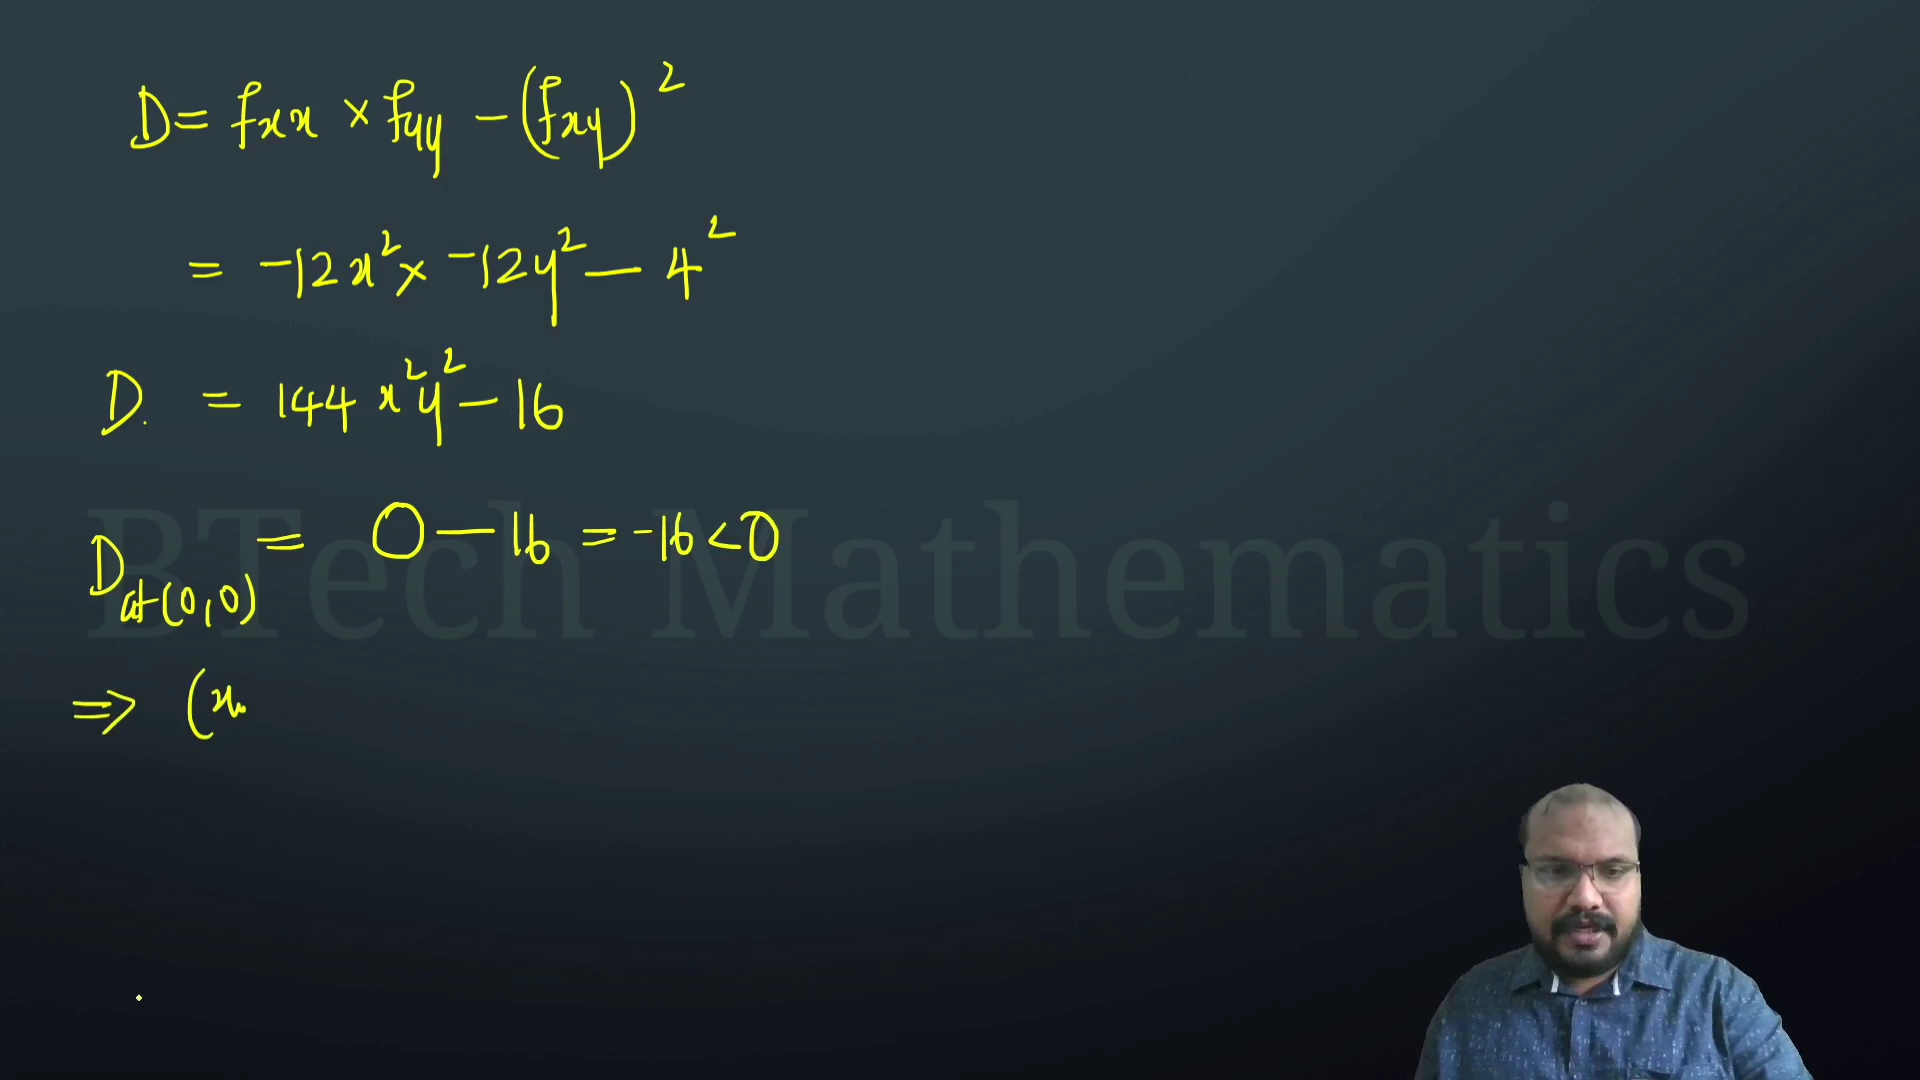 D = fxx × fyy - (fxy)²
= -12x² × -12y² - 4²
D. = 144 x²y² - 16
BTech Mathematics
D at (0,0) = 0 - 16 = -16 < 0
⇒ (x